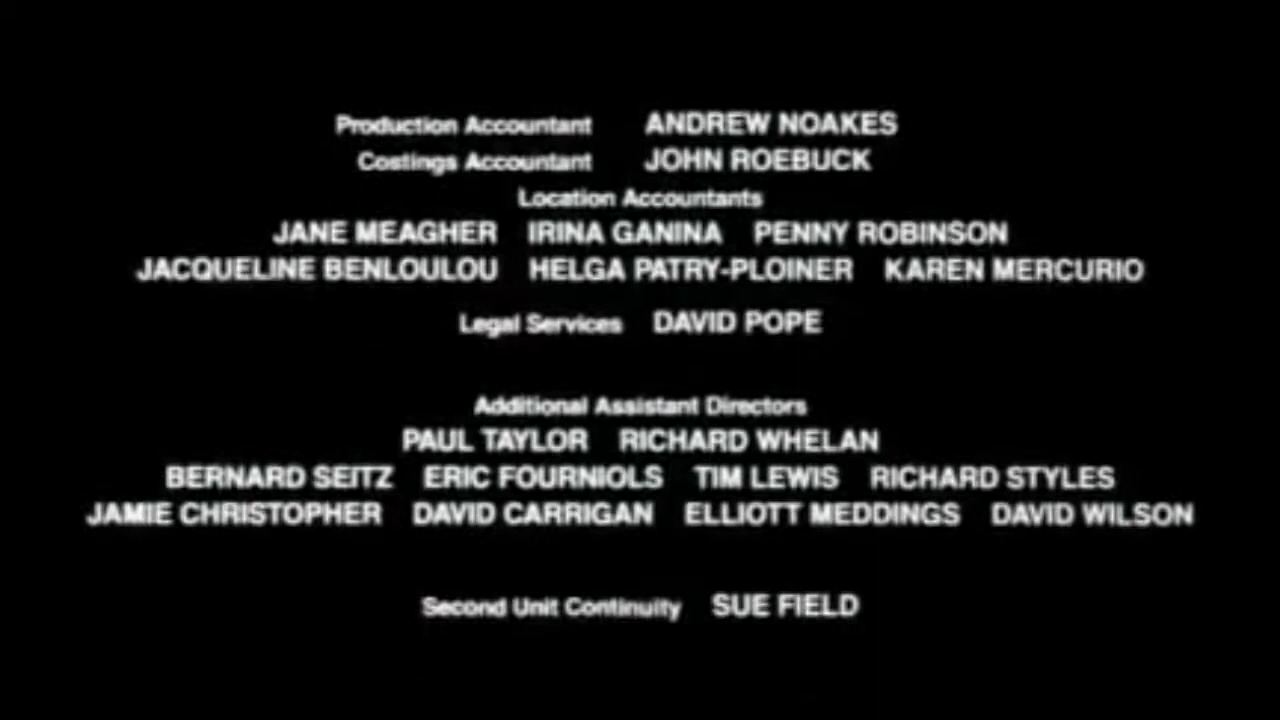 Production Accountant ANDREW NOAKES
Costings Accountant JOHN ROEBUCK
Location Accountants
JANE MEAGHER IRINA GANINA PENNY ROBINSON
JACQUELINE BENLOULOU HELGA PATRY-PLOINER KAREN MERCURIO
Legal Services DAVID POPE
Additional Assistant Directors
PAUL TAYLOR RICHARD WHELAN
BERNARD SEITZ ERIC FOURNIOLS TIM LEWIS RICHARD STYLES
JAMIE CHRISTOPHER DAVID CARRIGAN ELLIOTT MEDDINGS DAVID WILSON
Second Unit Continuity SUE FIELD